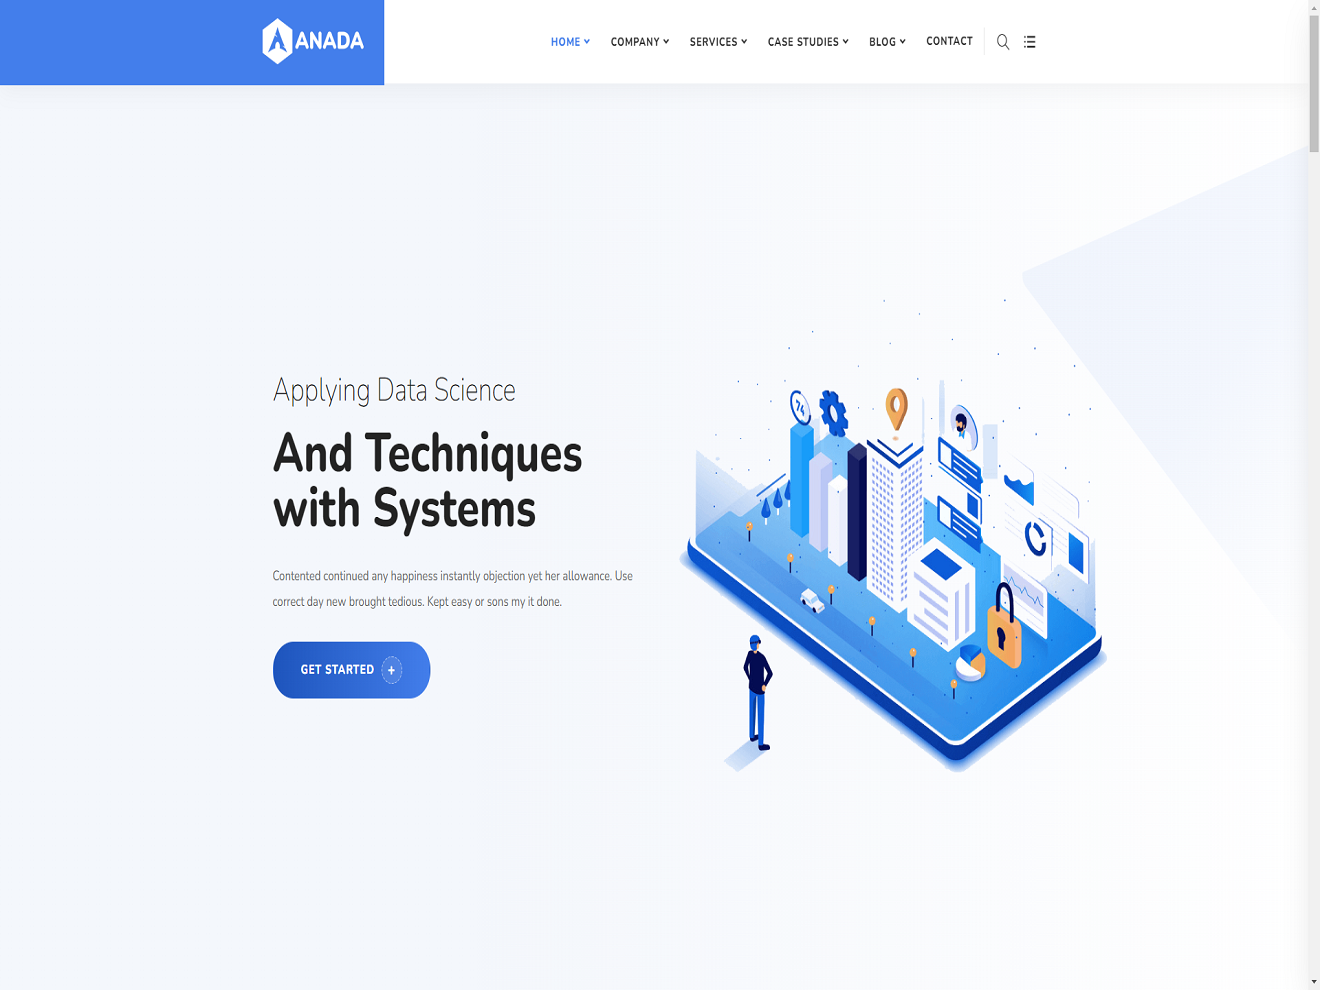 ANADA
HOME COMPANY SERVICES CASE STUDIES BLOG CONTACT
Applying Data Science
And Techniques
with Systems
Contented continued any happiness instantly objection yet her allowance. Use
correct day new brought tedious. Kept easy or sons my it done.
GET STARTED +
74